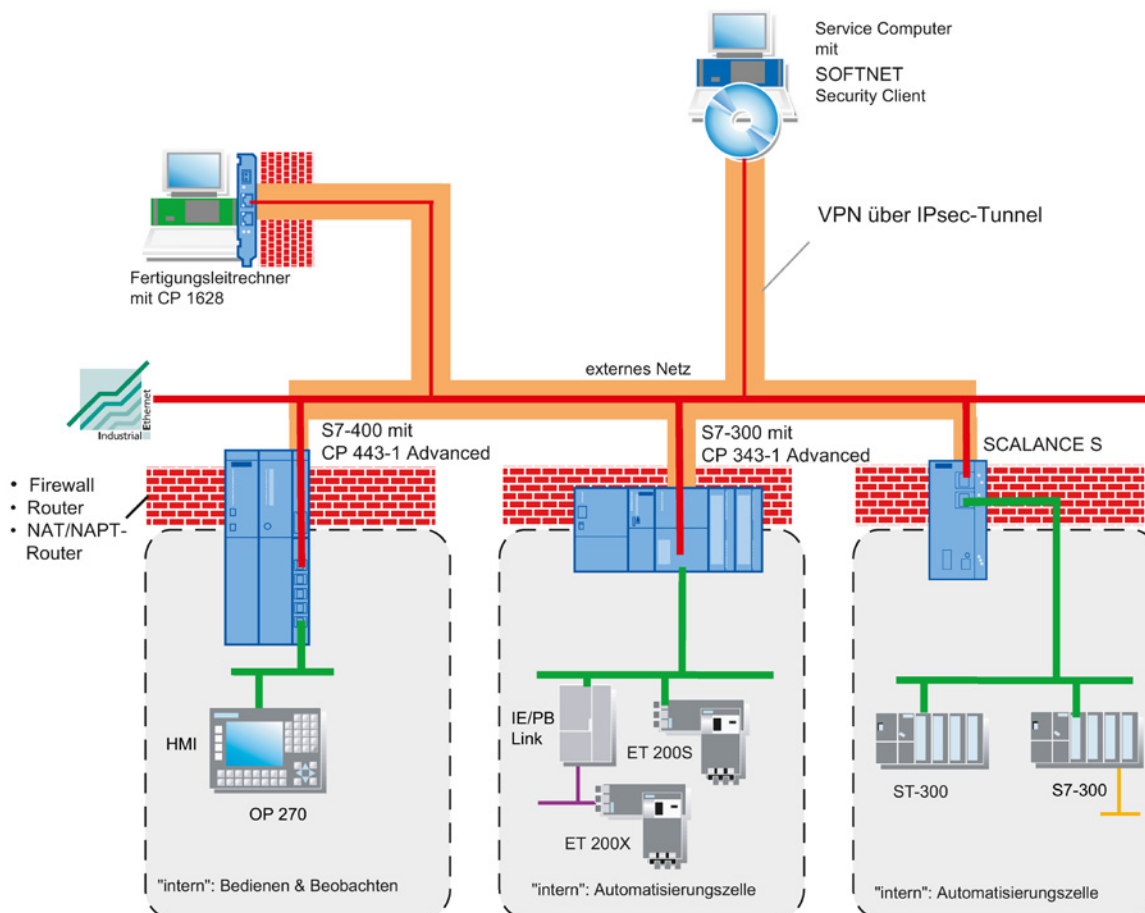 Service Computer
mit
SOFTNET
Security Client
VPN über IPsec-Tunnel
Fertigungsleitrechner
mit CP 1628
externes Netz
Industrial
Ethernet
S7-400 mit
CP 443-1 Advanced
S7-300 mit
CP 343-1 Advanced
SCALANCE S
• Firewall
• Router
• NAT/NAPT-
Router
HMI
OP 270
IE/PB
Link
ET 200S
ET 200X
ST-300
S7-300
"intern": Bedienen & Beobachten
"intern": Automatisierungszelle
"intern": Automatisierungszelle